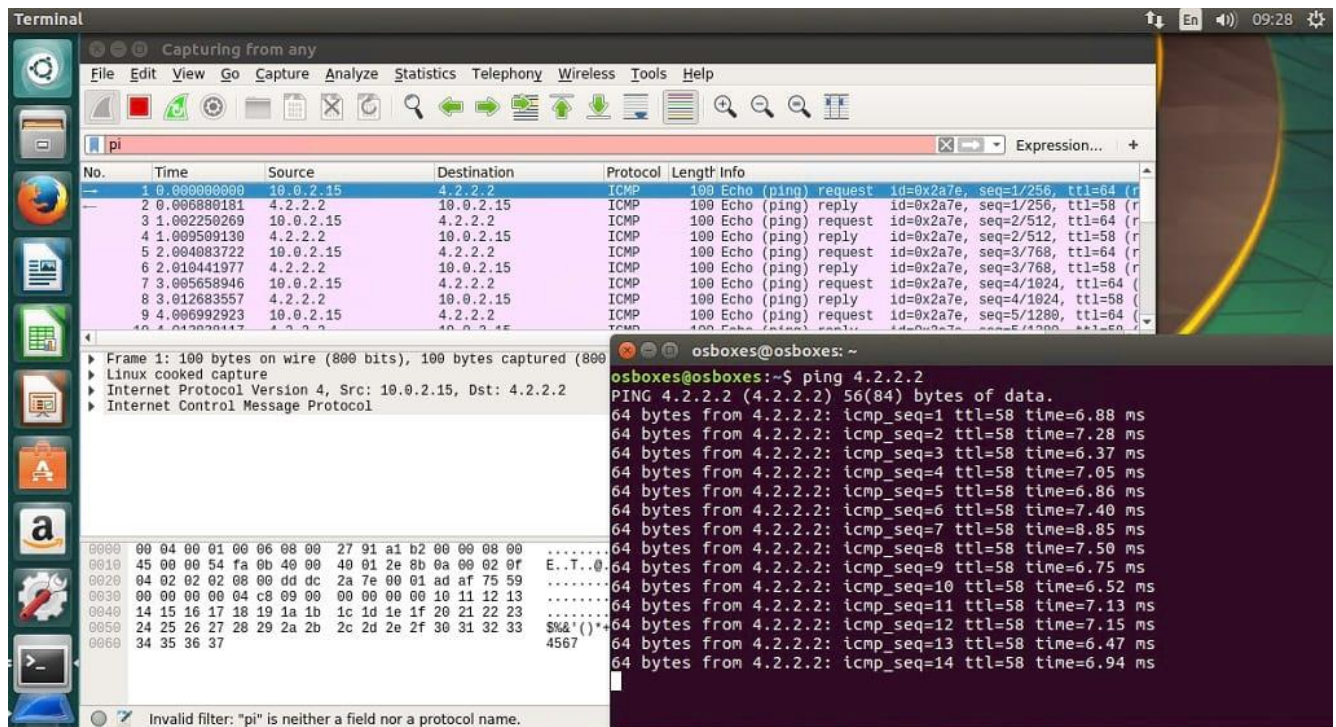 Terminal
En
09:28
Capturing from any
File Edit View Go Capture Analyze Statistics Telephony Wireless Tools Help
pi
Expression... +
No. Time Source Destination Protocol Length Info
1 0.000000000 10.0.2.15 4.2.2.2 ICMP 100 Echo (ping) request id=0x2a7e, seq=1/256, ttl=64 (r
2 0.006880181 4.2.2.2 10.0.2.15 ICMP 100 Echo (ping) reply id=0x2a7e, seq=1/256, ttl=58 (r
3 1.002250269 10.0.2.15 4.2.2.2 ICMP 100 Echo (ping) request id=0x2a7e, seq=2/512, ttl=64 (r
4 1.009509130 4.2.2.2 10.0.2.15 ICMP 100 Echo (ping) reply id=0x2a7e, seq=2/512, ttl=58 (r
5 2.004083722 10.0.2.15 4.2.2.2 ICMP 100 Echo (ping) request id=0x2a7e, seq=3/768, ttl=64 (r
6 2.010441977 4.2.2.2 10.0.2.15 ICMP 100 Echo (ping) reply id=0x2a7e, seq=3/768, ttl=58 (r
7 3.005658946 10.0.2.15 4.2.2.2 ICMP 100 Echo (ping) request id=0x2a7e, seq=4/1024, ttl=64 (
8 3.012683557 4.2.2.2 10.0.2.15 ICMP 100 Echo (ping) reply id=0x2a7e, seq=4/1024, ttl=58 (
9 4.006992923 10.0.2.15 4.2.2.2 ICMP 100 Echo (ping) request id=0x2a7e, seq=5/1280, ttl=64 (
Frame 1: 100 bytes on wire (800 bits), 100 bytes captured (800
Linux cooked capture
Internet Protocol Version 4, Src: 10.0.2.15, Dst: 4.2.2.2
Internet Control Message Protocol
0000 00 04 00 01 00 06 08 00 27 91 a1 b2 00 00 08 00 ........
0010 45 00 00 54 fa 0b 40 00 40 01 2e 8b 0a 00 02 0f E..T..@.
0020 04 02 02 02 08 00 dd dc 2a 7e 00 01 ad af 75 59 ........
0030 00 00 00 00 04 c8 09 00 00 00 00 00 10 11 12 13 ........
0040 14 15 16 17 18 19 1a 1b 1c 1d 1e 1f 20 21 22 23 ........
0050 24 25 26 27 28 29 2a 2b 2c 2d 2e 2f 30 31 32 33 $%&'()*+
0060 34 35 36 37 4567
Invalid filter: "pi" is neither a field nor a protocol name.
osboxes@osboxes: ~
osboxes@osboxes:~$ ping 4.2.2.2
PING 4.2.2.2 (4.2.2.2) 56(84) bytes of data.
64 bytes from 4.2.2.2: icmp_seq=1 ttl=58 time=6.88 ms
64 bytes from 4.2.2.2: icmp_seq=2 ttl=58 time=7.28 ms
64 bytes from 4.2.2.2: icmp_seq=3 ttl=58 time=6.37 ms
64 bytes from 4.2.2.2: icmp_seq=4 ttl=58 time=7.05 ms
64 bytes from 4.2.2.2: icmp_seq=5 ttl=58 time=6.86 ms
64 bytes from 4.2.2.2: icmp_seq=6 ttl=58 time=7.40 ms
64 bytes from 4.2.2.2: icmp_seq=7 ttl=58 time=8.85 ms
64 bytes from 4.2.2.2: icmp_seq=8 ttl=58 time=7.50 ms
64 bytes from 4.2.2.2: icmp_seq=9 ttl=58 time=6.75 ms
64 bytes from 4.2.2.2: icmp_seq=10 ttl=58 time=6.52 ms
64 bytes from 4.2.2.2: icmp_seq=11 ttl=58 time=7.13 ms
64 bytes from 4.2.2.2: icmp_seq=12 ttl=58 time=7.15 ms
64 bytes from 4.2.2.2: icmp_seq=13 ttl=58 time=6.47 ms
64 bytes from 4.2.2.2: icmp_seq=14 ttl=58 time=6.94 ms